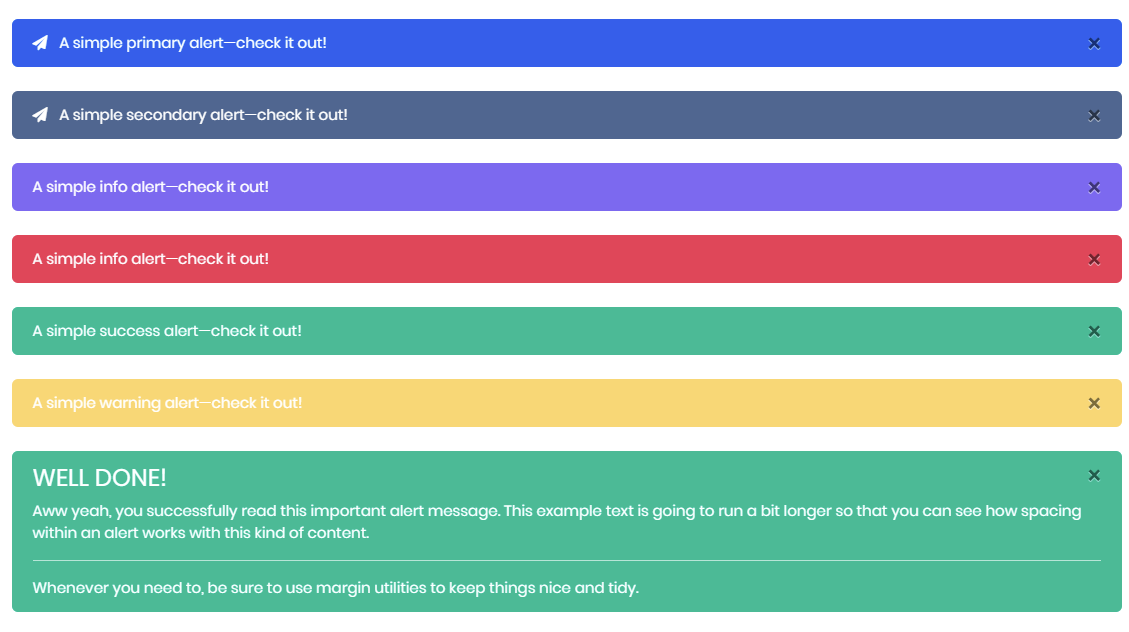 A simple primary alert—check it out!
A simple secondary alert—check it out!
A simple info alert—check it out!
A simple info alert—check it out!
A simple success alert—check it out!
A simple warning alert—check it out!
WELL DONE!
Aww yeah, you successfully read this important alert message. This example text is going to run a bit longer so that you can see how spacing
within an alert works with this kind of content.
Whenever you need to, be sure to use margin utilities to keep things nice and tidy.